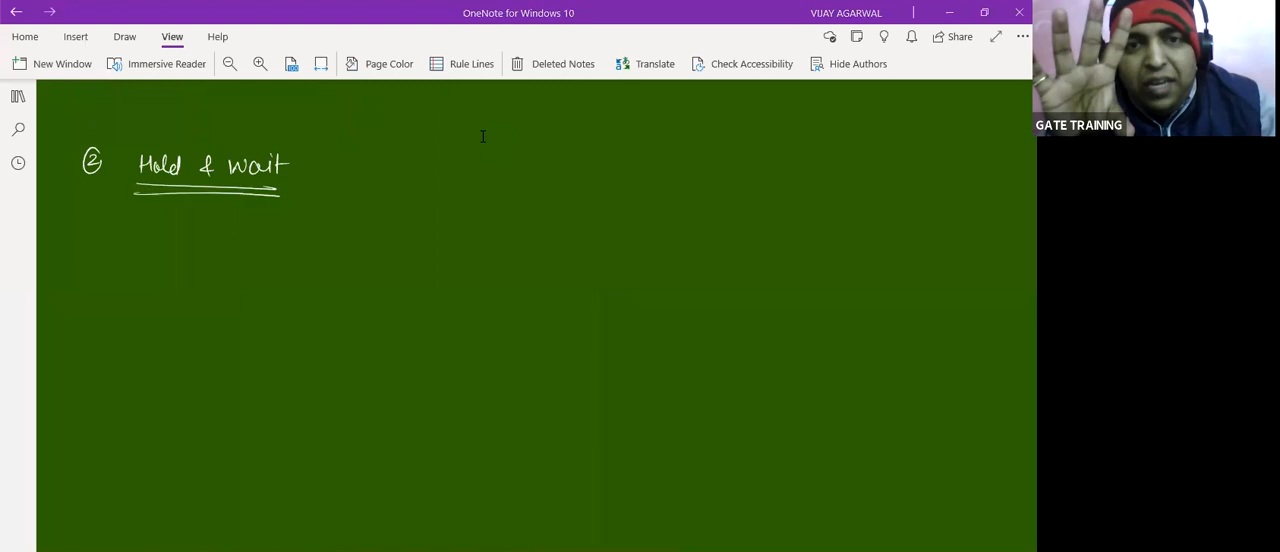 OneNote for Windows 10
VIJAY AGARWAL
Home Insert Draw View Help
Share
New Window Immersive Reader Page Color Rule Lines Deleted Notes Translate Check Accessibility Hide Authors
GATE TRAINING
② Hold & Wait